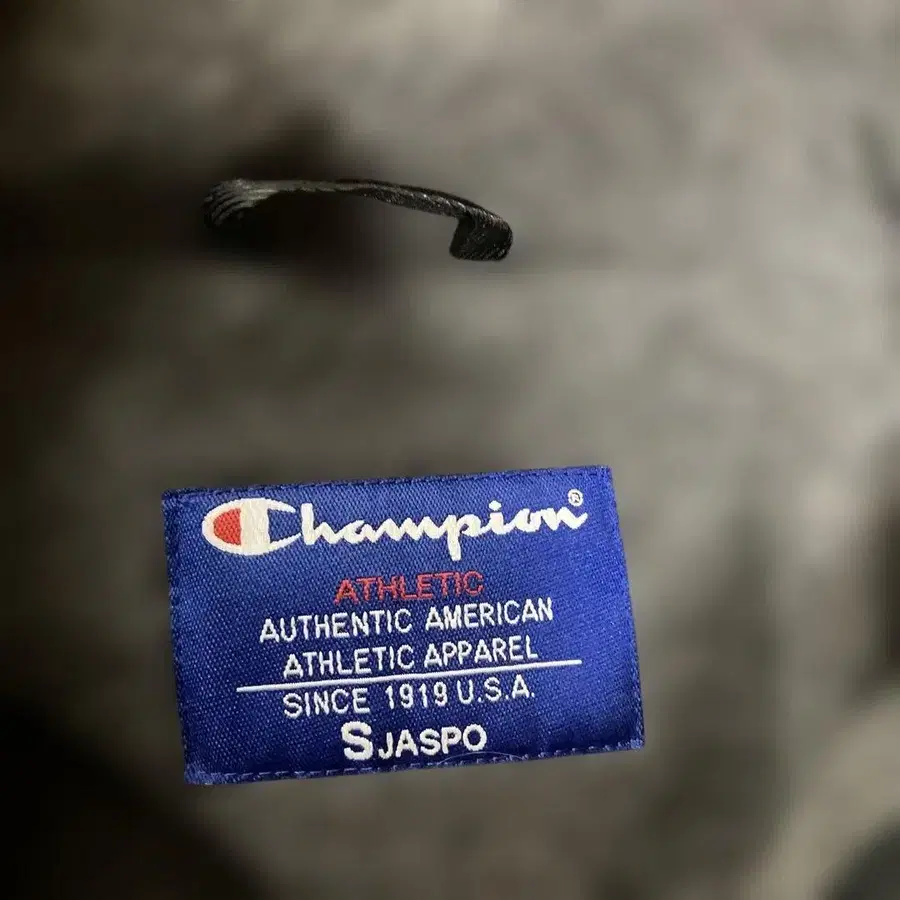 Champion®
ATHLETIC
AUTHENTIC AMERICAN
ATHLETIC APPAREL
SINCE 1919 U.S.A.
S JASPO